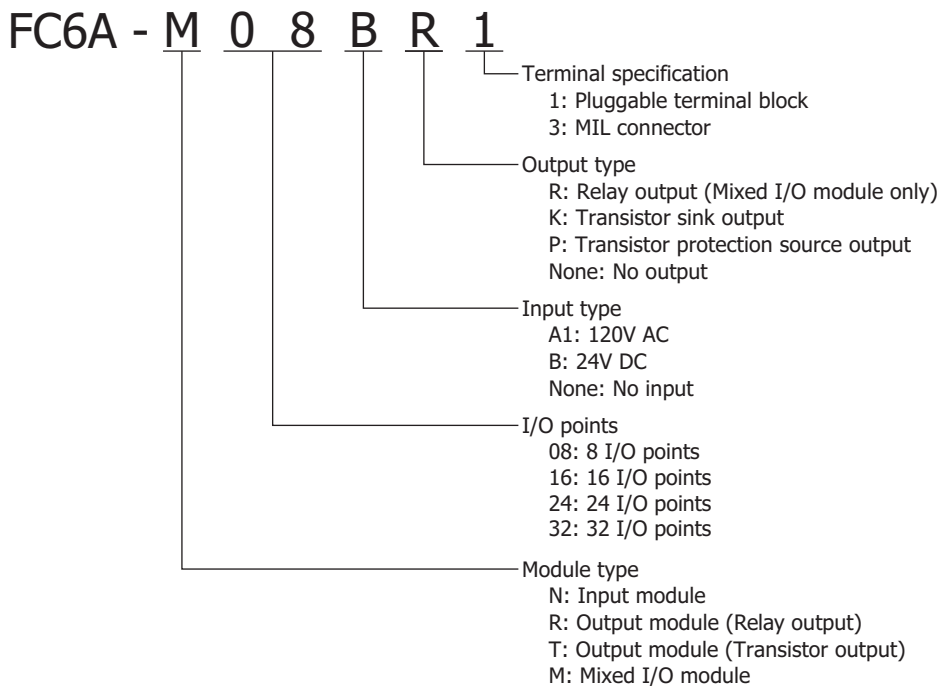 FC6A - M 0 8 B R 1
Terminal specification
1: Pluggable terminal block
3: MIL connector
Output type
R: Relay output (Mixed I/O module only)
K: Transistor sink output
P: Transistor protection source output
None: No output
Input type
A1: 120V AC
B: 24V DC
None: No input
I/O points
08: 8 I/O points
16: 16 I/O points
24: 24 I/O points
32: 32 I/O points
Module type
N: Input module
R: Output module (Relay output)
T: Output module (Transistor output)
M: Mixed I/O module